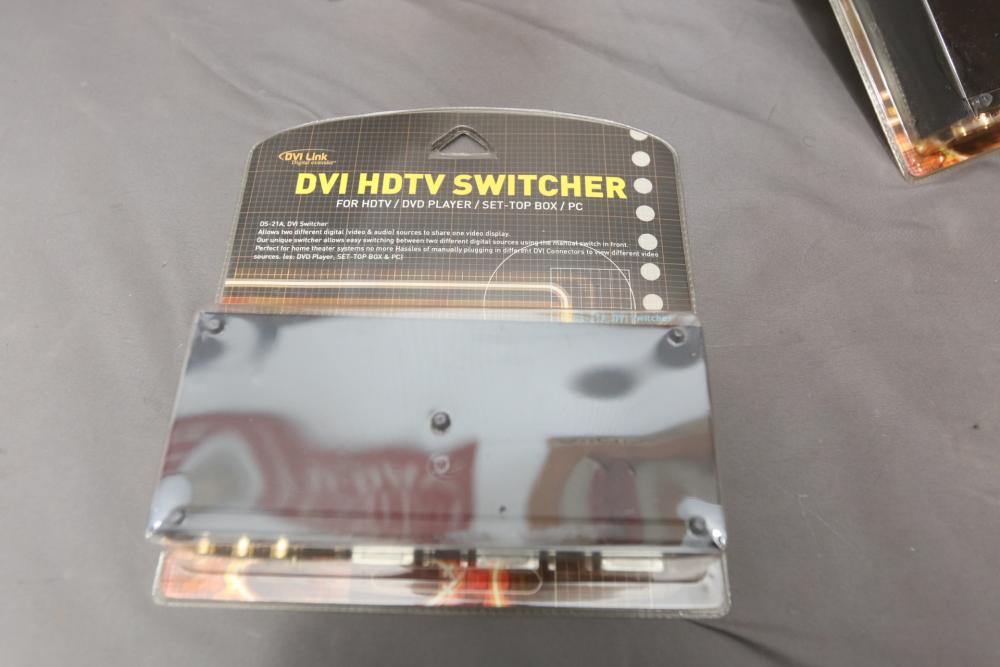 DVI Link
Digital extender
DVI HDTV SWITCHER
FOR HDTV / DVD PLAYER / SET-TOP BOX / PC
DS-21A, DVI Switcher
Allows two different digital (video & audio) sources to share one video display.
Our unique switcher allows easy switching between two different digital sources using the manual switch in front.
Perfect for home theater systems no more Hassles of manually plugging in different DVI Connectors to view different video
sources. (ex: DVD Player, SET-TOP BOX & PC)
DVI Switcher